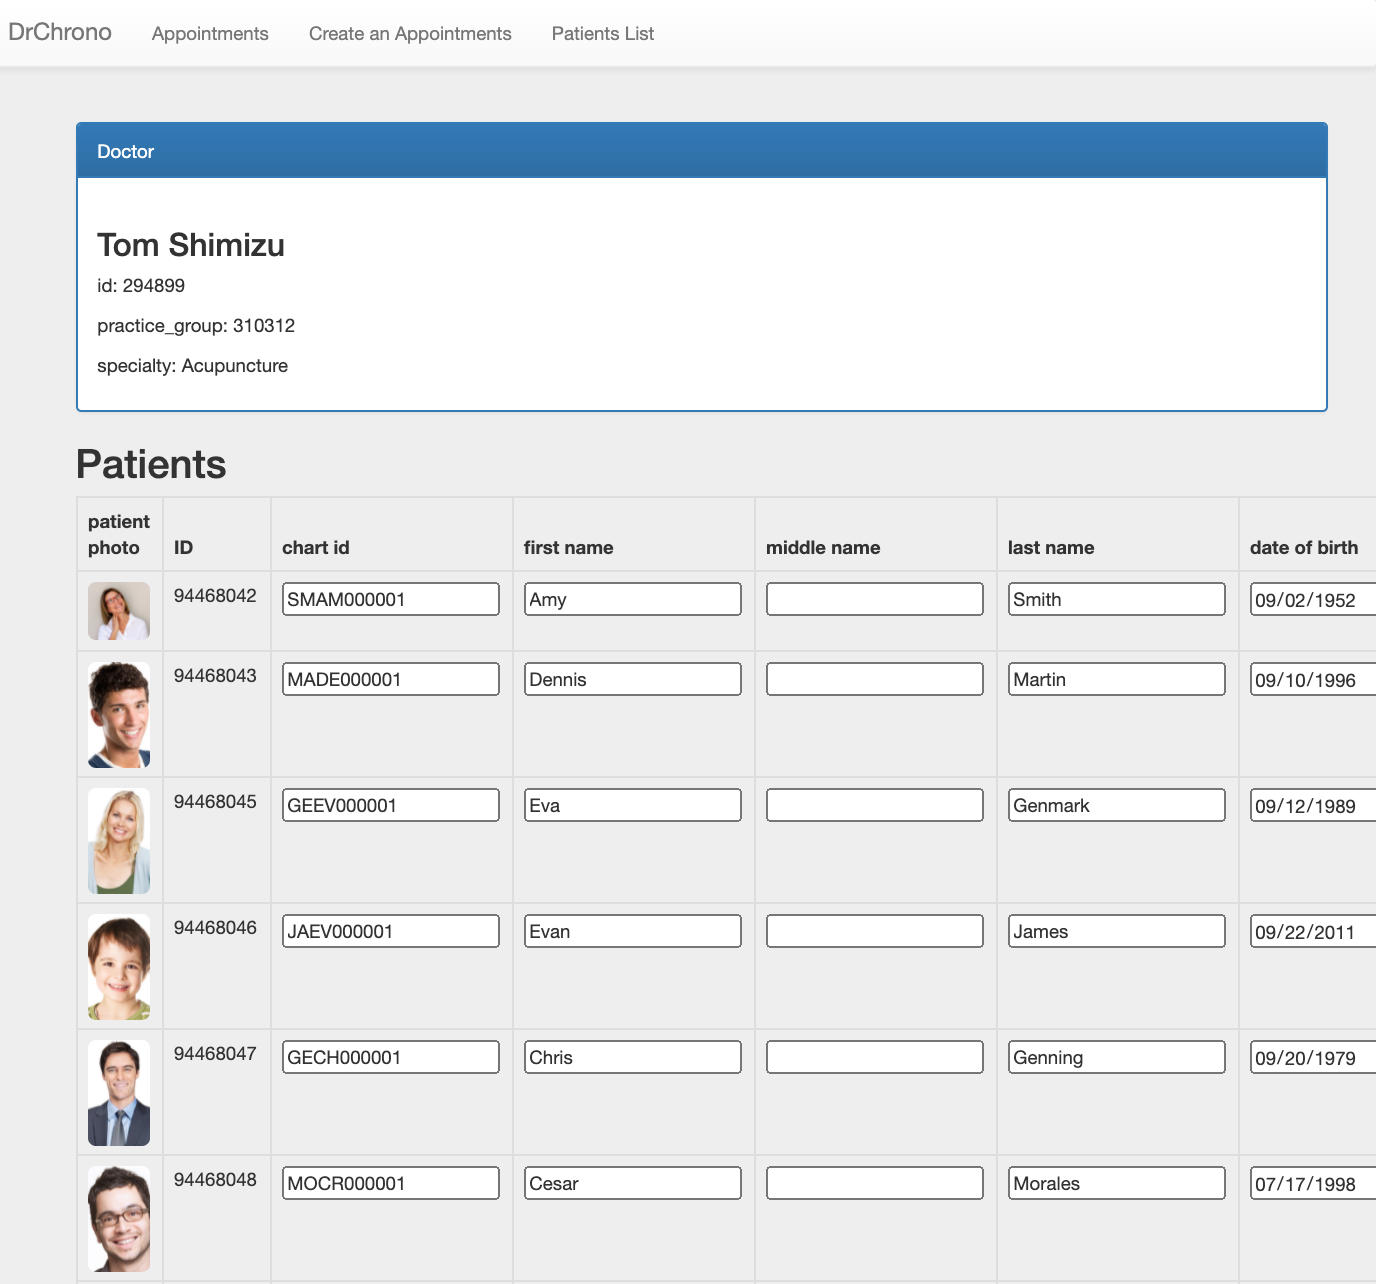 DrChrono Appointments Create an Appointments Patients List
Doctor
Tom Shimizu
id: 294899
practice_group: 310312
specialty: Acupuncture
Patients
patient photo ID chart id first name middle name last name date of birth
94468042 SMAM000001 Amy Smith 09/02/1952
94468043 MADE000001 Dennis Martin 09/10/1996
94468045 GEEV000001 Eva Genmark 09/12/1989
94468046 JAEV000001 Evan James 09/22/2011
94468047 GECH000001 Chris Genning 09/20/1979
94468048 MOCR000001 Cesar Morales 07/17/1998